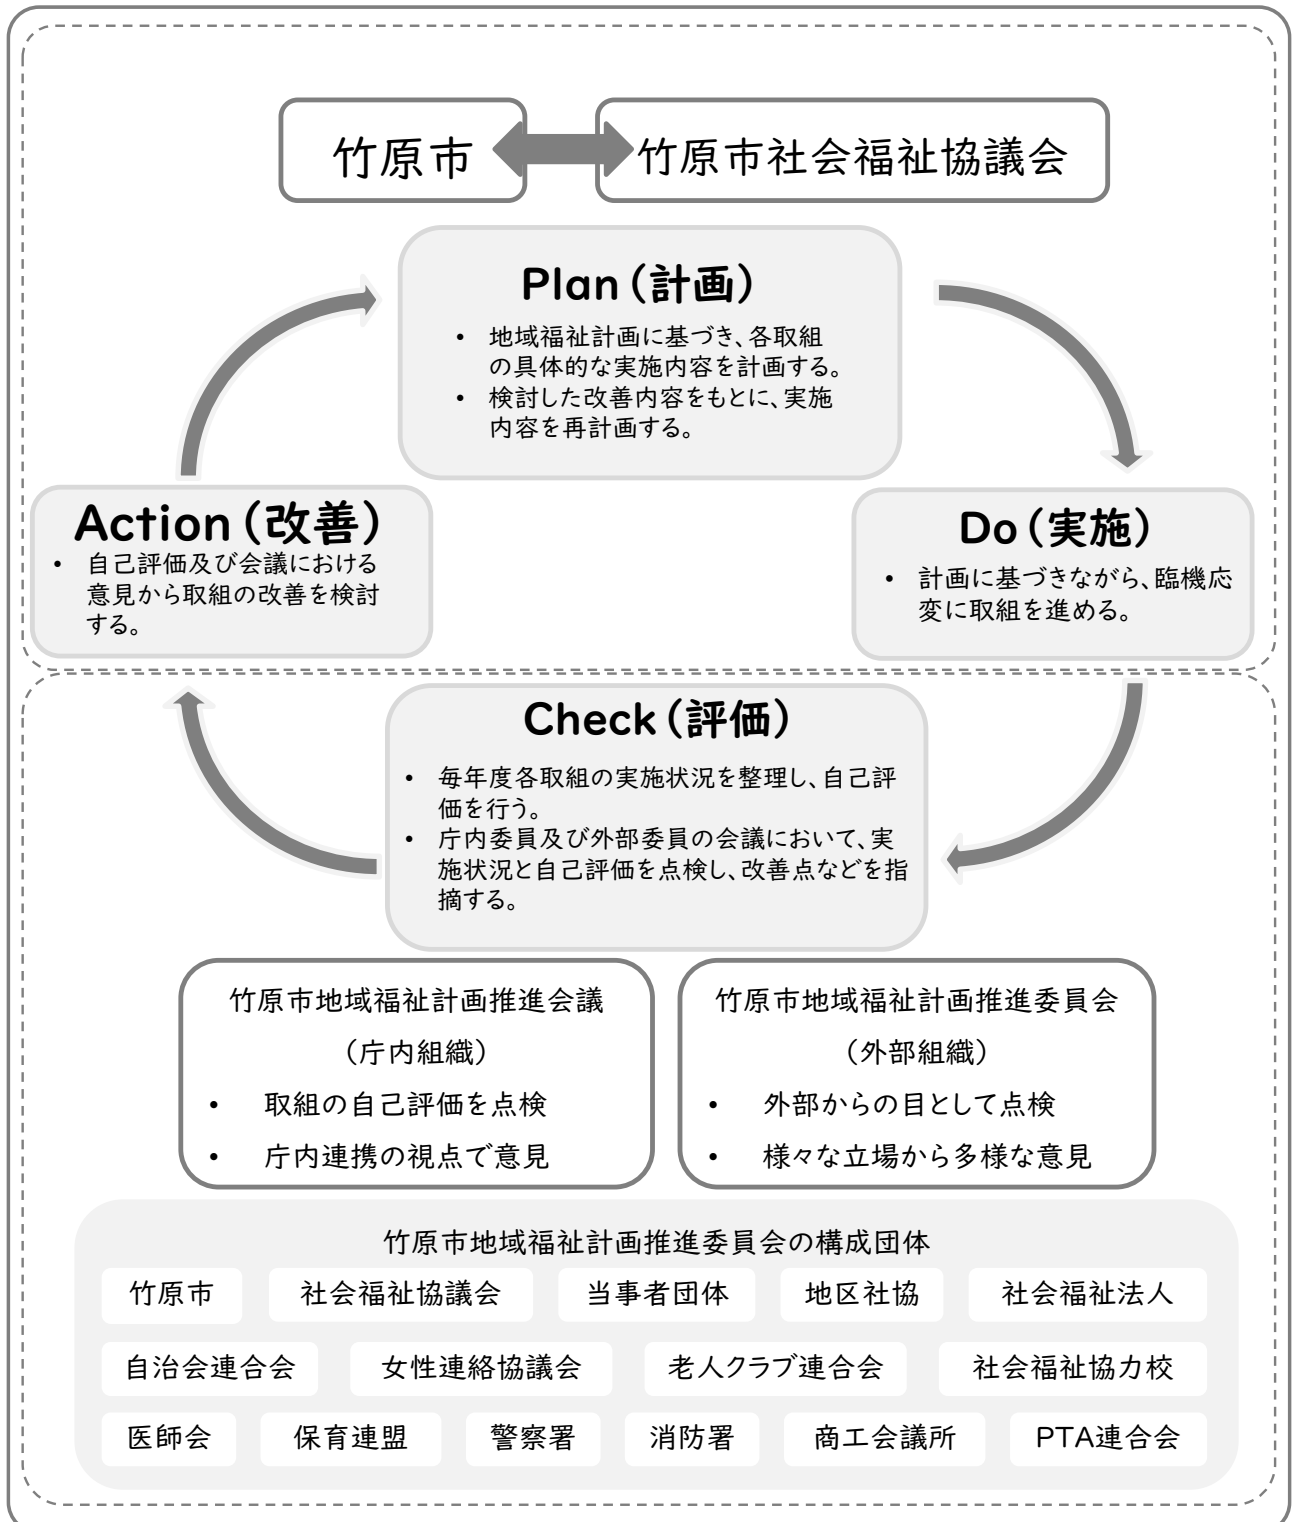 竹原市
竹原市社会福祉協議会
Plan(計画)
• 地域福祉計画に基づき、各取組
の具体的な実施内容を計画する。
• 検討した改善内容をもとに、実施
内容を再計画する。
Action(改善)
• 自己評価及び会議における
意見から取組の改善を検討
する。
Do(実施)
• 計画に基づきながら、臨機応
変に取組を進める。
Check(評価)
• 毎年度各取組の実施状況を整理し、自己評
価を行う。
• 庁内委員及び外部委員の会議において、実
施状況と自己評価を点検し、改善点などを指
摘する。
竹原市地域福祉計画推進会議
(庁内組織)
• 取組の自己評価を点検
• 庁内連携の視点で意見
竹原市地域福祉計画推進委員会
(外部組織)
• 外部からの目として点検
• 様々な立場から多様な意見
竹原市地域福祉計画推進委員会の構成団体
竹原市 社会福祉協議会 当事者団体 地区社協 社会福祉法人
自治会連合会 女性連絡協議会 老人クラブ連合会 社会福祉協力校
医師会 保育連盟 警察署 消防署 商工会議所 PTA連合会